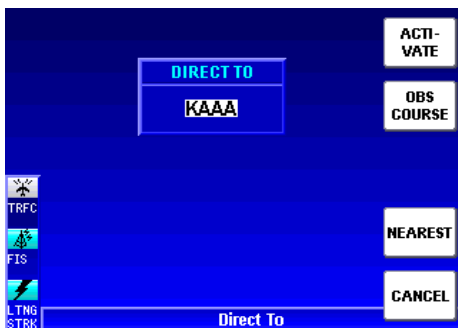 ACTI-
VATE
DIRECT TO
KAAA
OBS
COURSE
TRFC
NEAREST
FIS
CANCEL
LTNG
STRK
Direct To